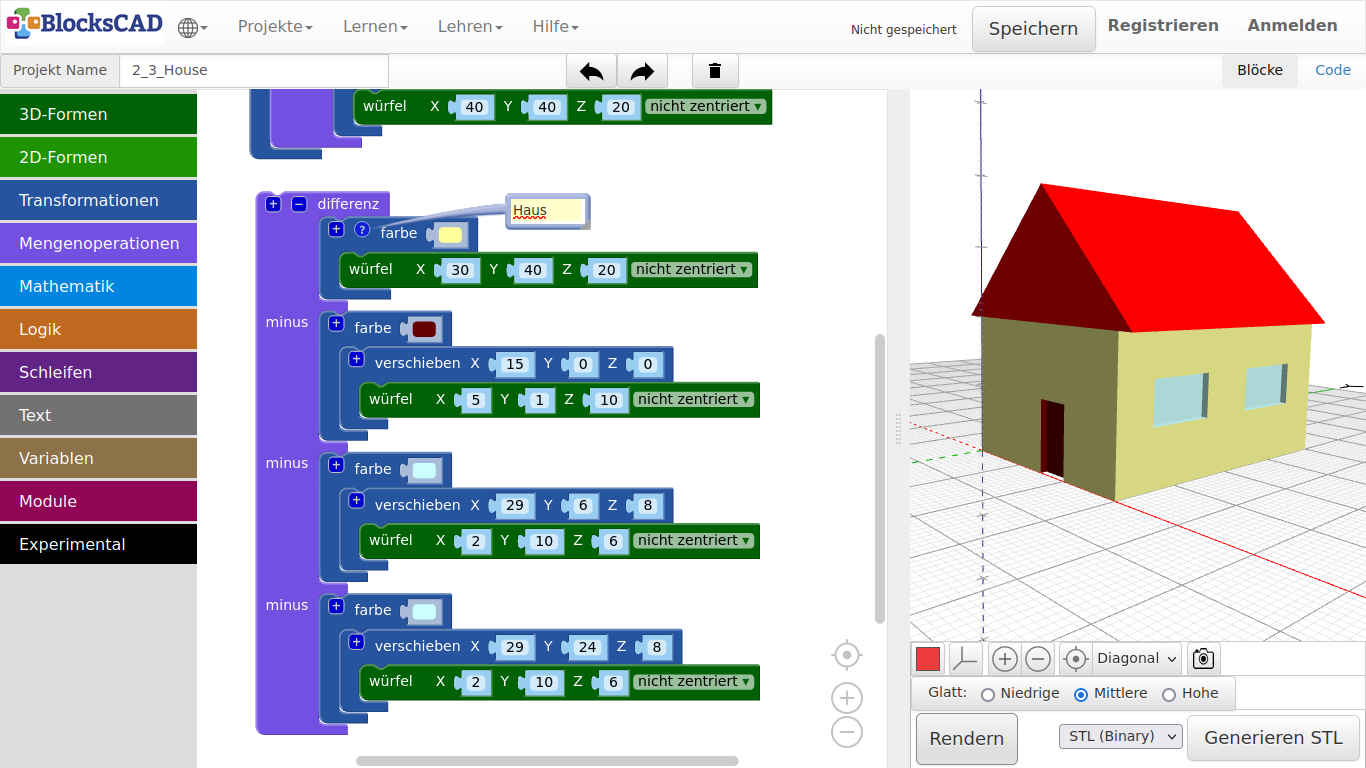 BlocksCAD Projekte Lernen Lehren Hilfe Nicht gespeichert Speichern Registrieren Anmelden
Projekt Name 2_3_House Blöcke Code
3D-Formen
2D-Formen
Transformationen
Mengenoperationen
Mathematik
Logik
Schleifen
Text
Variablen
Module
Experimental
würfel X 40 Y 40 Z 20 nicht zentriert
+ − differenz
Haus
+ ? farbe
würfel X 30 Y 40 Z 20 nicht zentriert
minus + farbe
+ verschieben X 15 Y 0 Z 0
würfel X 5 Y 1 Z 10 nicht zentriert
minus + farbe
+ verschieben X 29 Y 6 Z 8
würfel X 2 Y 10 Z 6 nicht zentriert
minus + farbe
+ verschieben X 29 Y 24 Z 8
würfel X 2 Y 10 Z 6 nicht zentriert
Diagonal
Glatt: Niedrige Mittlere Hohe
Rendern STL (Binary) Generieren STL